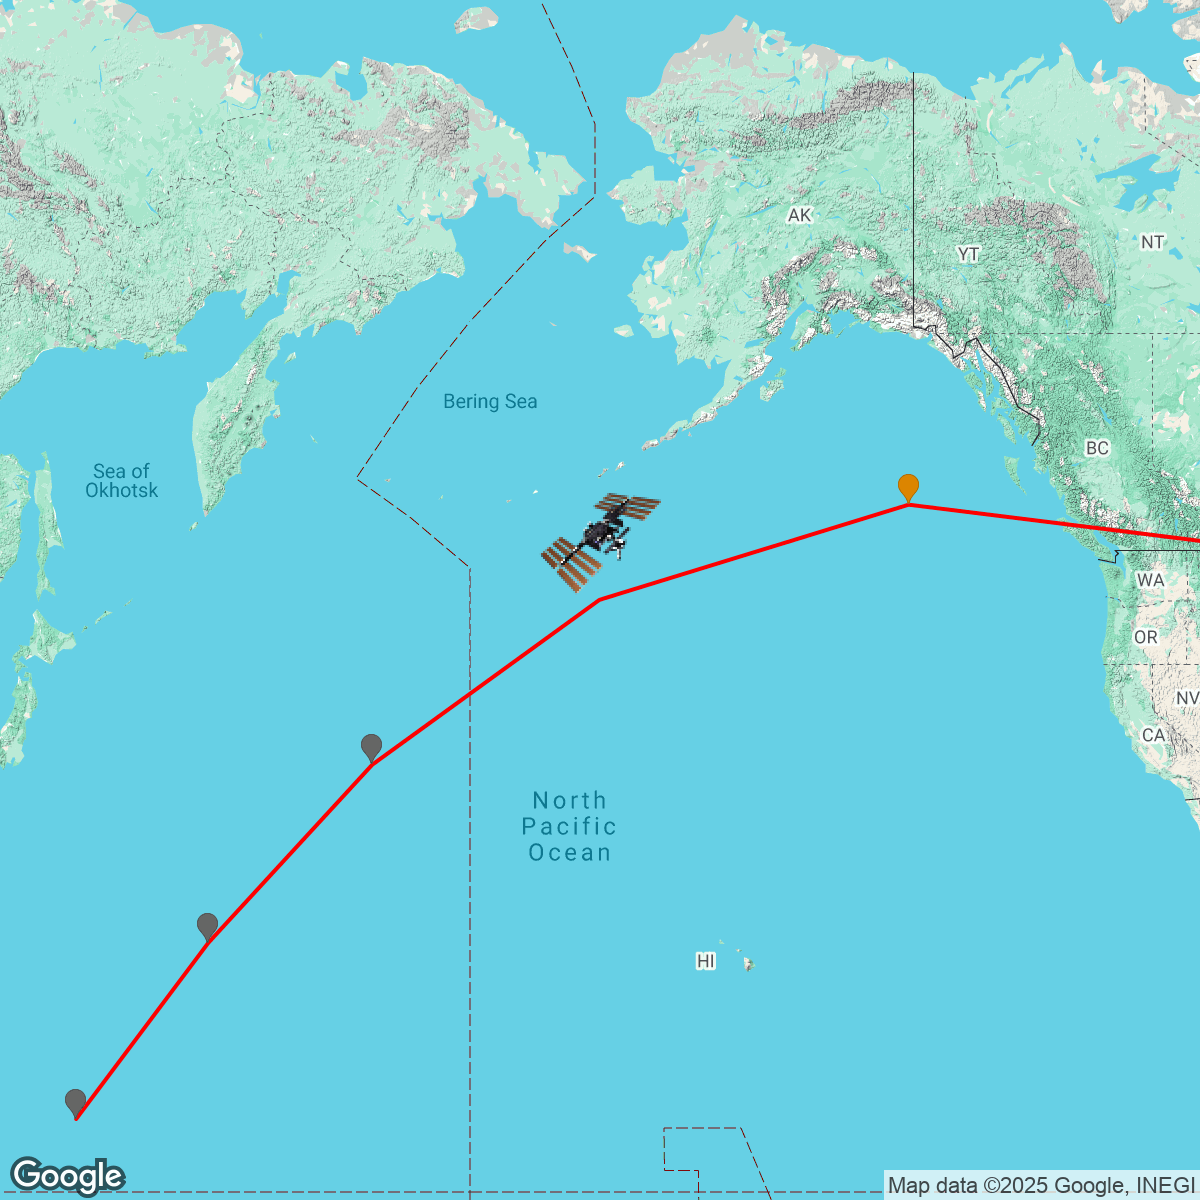 AK
YT
NT
Bering Sea
BC
Sea of
Okhotsk
WA
OR
NV
CA
North
Pacific
Ocean
HI
Google
Map data ©2025 Google, INEGI